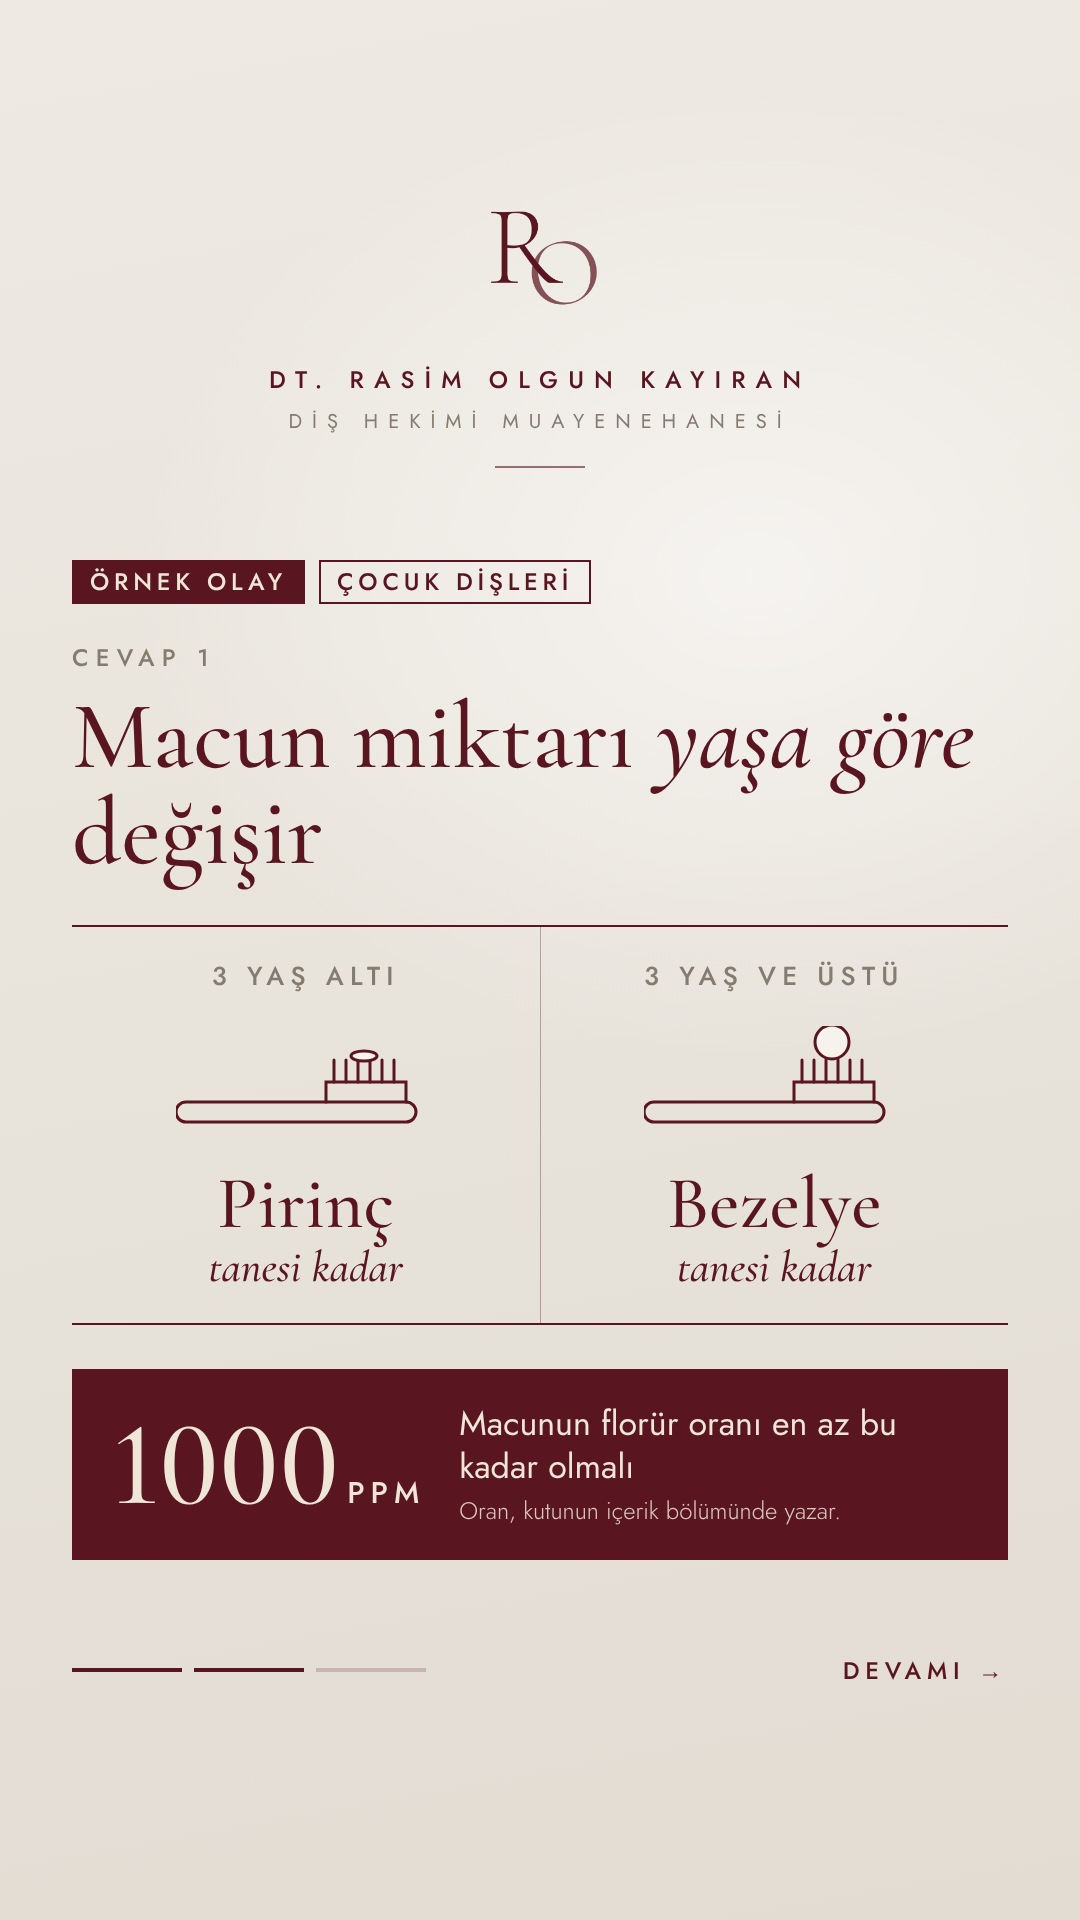 RO
DT. RASİM OLGUN KAYIRAN
DİŞ HEKİMİ MUAYENEHANESİ
ÖRNEK OLAY
ÇOCUK DİŞLERİ
CEVAP 1
Macun miktarı yaşa göre
değişir
3 YAŞ ALTI
Pirinç
tanesi kadar
3 YAŞ VE ÜSTÜ
Bezelye
tanesi kadar
1000 PPM
Macunun florür oranı en az bu
kadar olmalı
Oran, kutunun içerik bölümünde yazar.
DEVAMI →